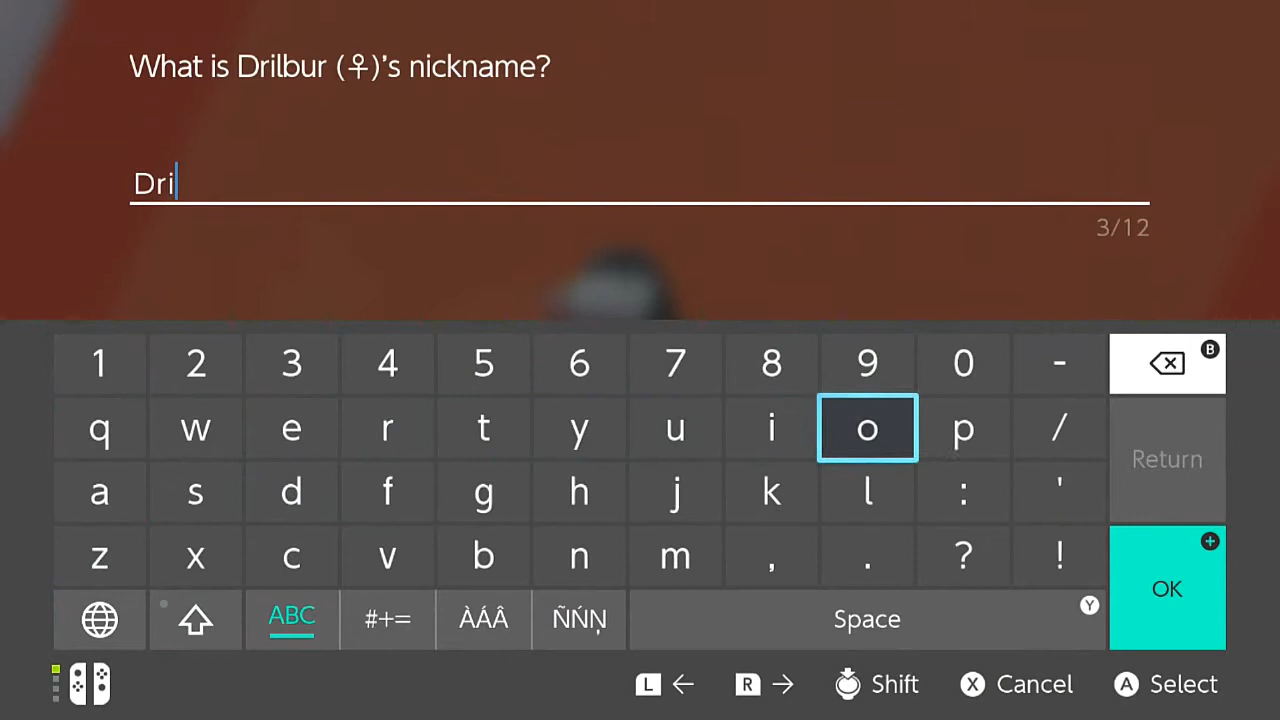 What is Drilbur (♀)'s nickname?
Dri
3/12
1 2 3 4 5 6 7 8 9 0 - B
q w e r t y u i o p /
Return
a s d f g h j k l : '
z x c v b n m , . ? ! +
OK
ABC #+= ÀÁÂ ÑŃŅ Space Y
L ← R → Shift X Cancel A Select